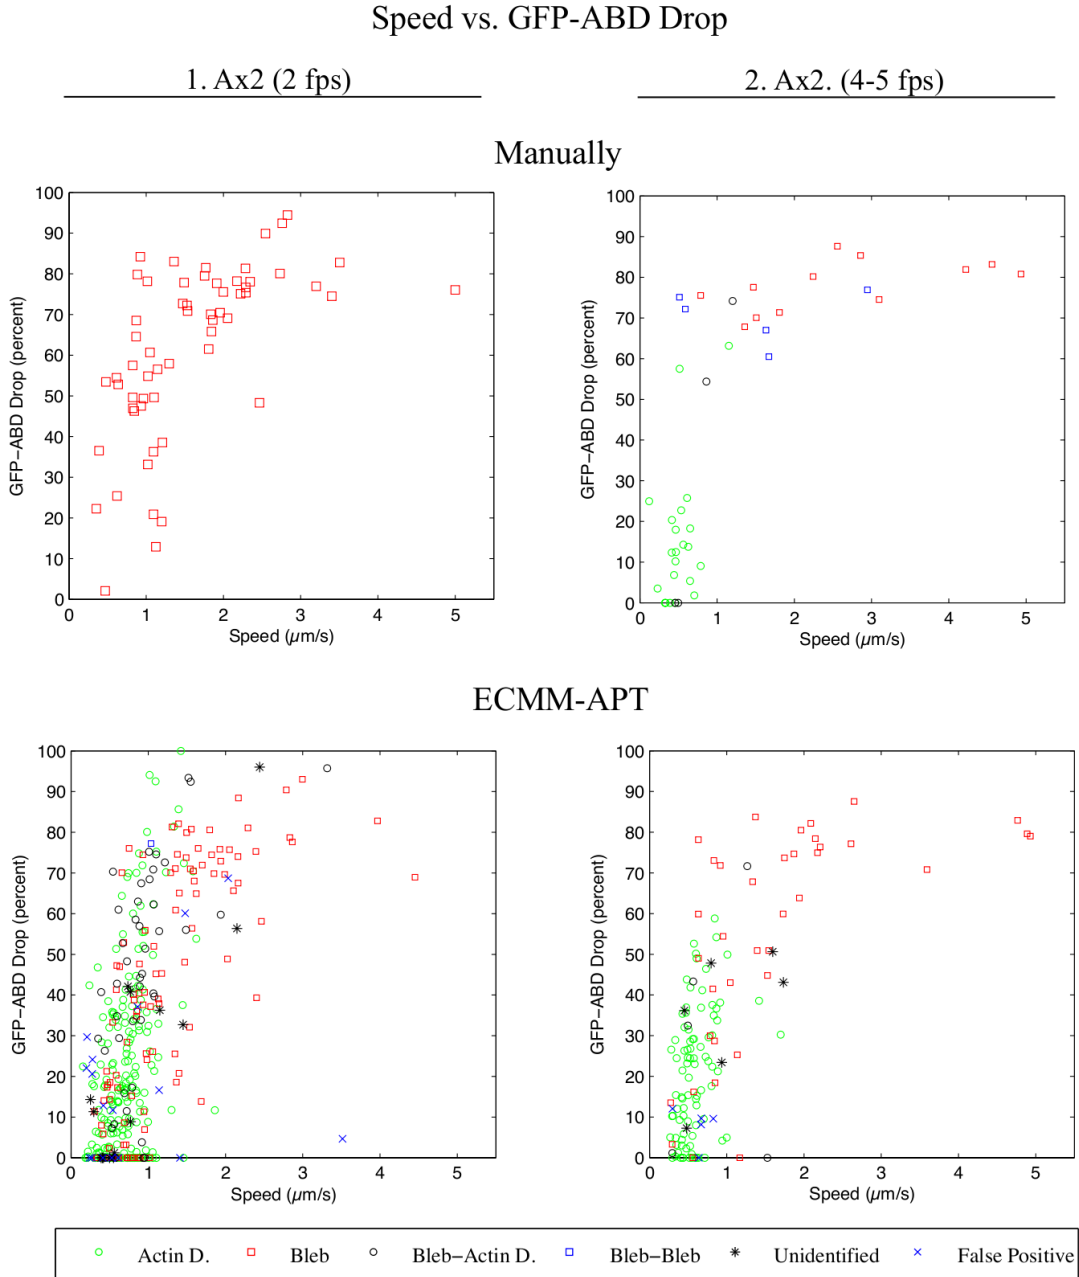 Speed vs. GFP-ABD Drop
1. Ax2 (2 fps)
2. Ax2. (4-5 fps)
Manually
100
90
80
70
60
50
40
30
20
10
0
GFP−ABD Drop (percent)
0 1 2 3 4 5
Speed (µm/s)
100
90
80
70
60
50
40
30
20
10
0
GFP−ABD Drop (percent)
0 1 2 3 4 5
Speed (µm/s)
ECMM-APT
100
90
80
70
60
50
40
30
20
10
0
GFP−ABD Drop (percent)
0 1 2 3 4 5
Speed (µm/s)
100
90
80
70
60
50
40
30
20
10
0
GFP−ABD Drop (percent)
0 1 2 3 4 5
Speed (µm/s)
Actin D. Bleb Bleb−Actin D. Bleb−Bleb Unidentified False Positive